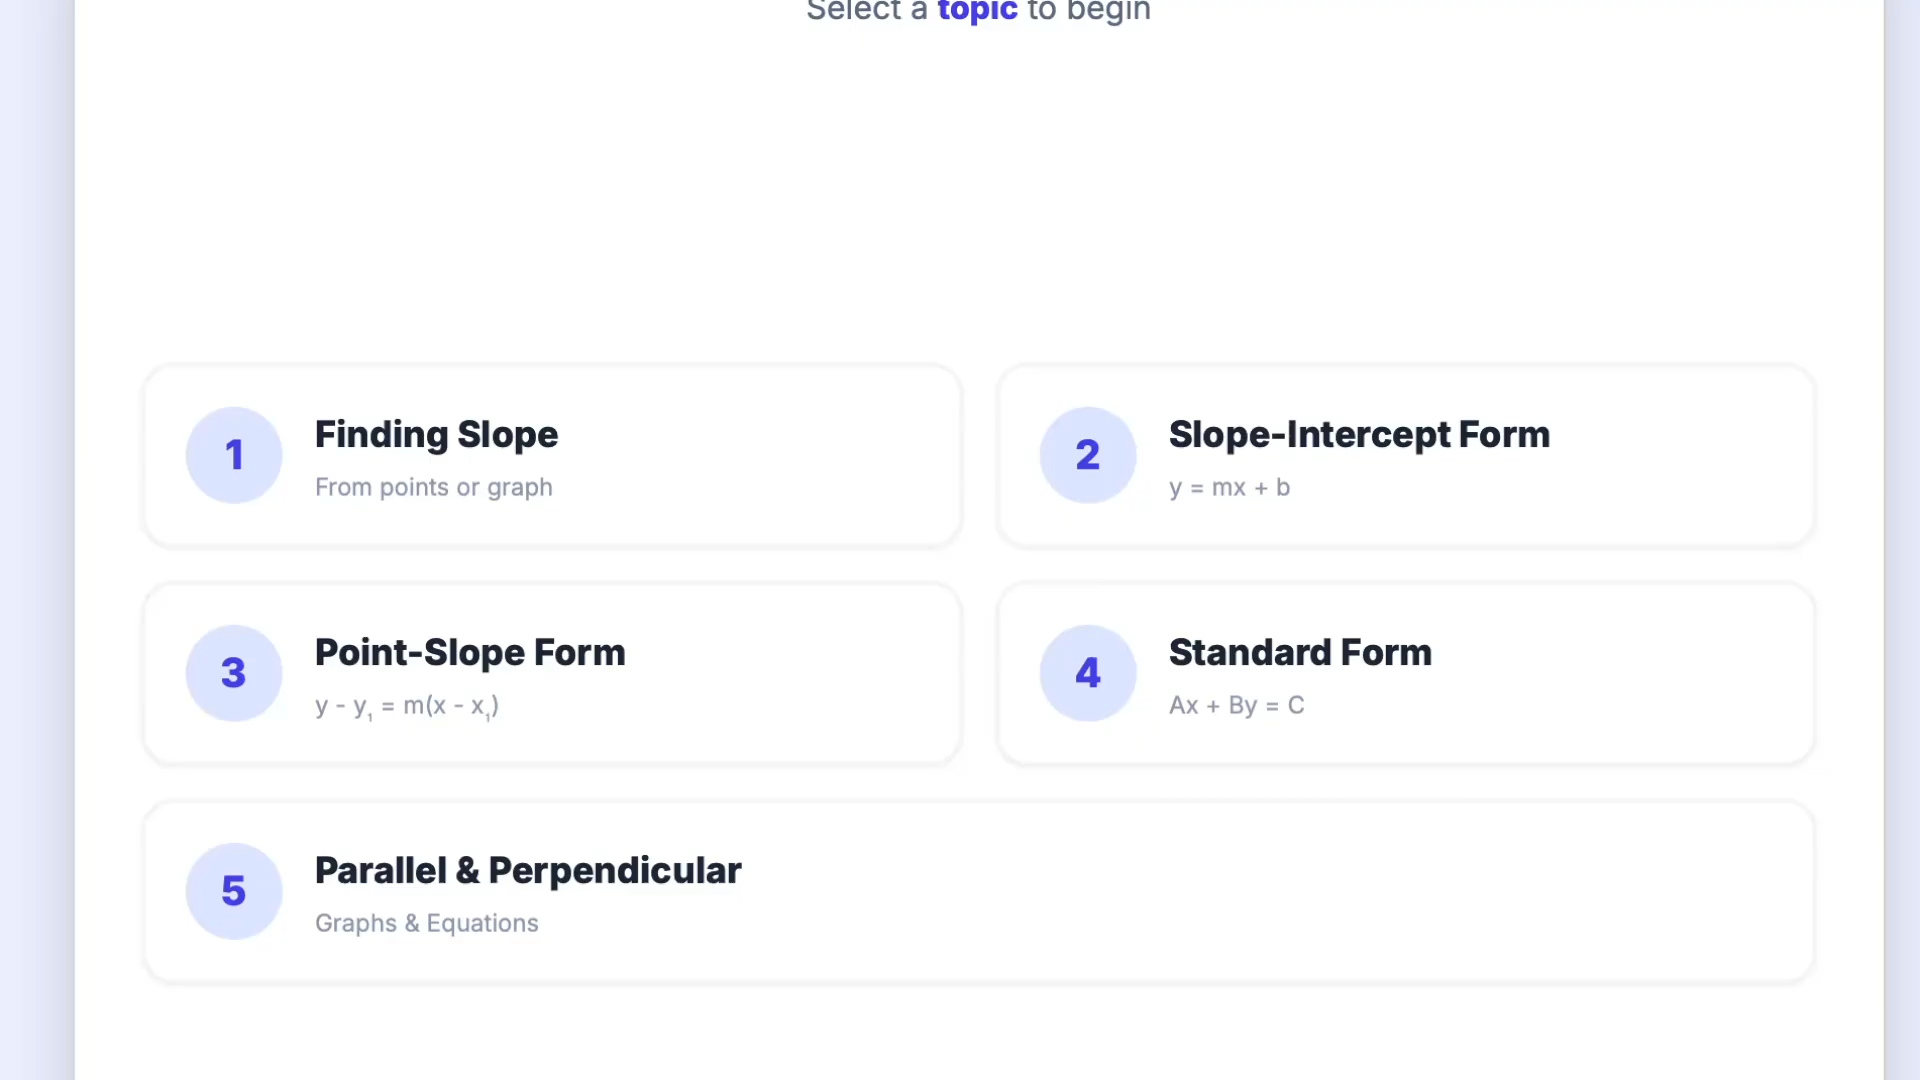 Select a topic to begin
1
Finding Slope
From points or graph
2
Slope-Intercept Form
y = mx + b
3
Point-Slope Form
y - y₁ = m(x - x₁)
4
Standard Form
Ax + By = C
5
Parallel & Perpendicular
Graphs & Equations